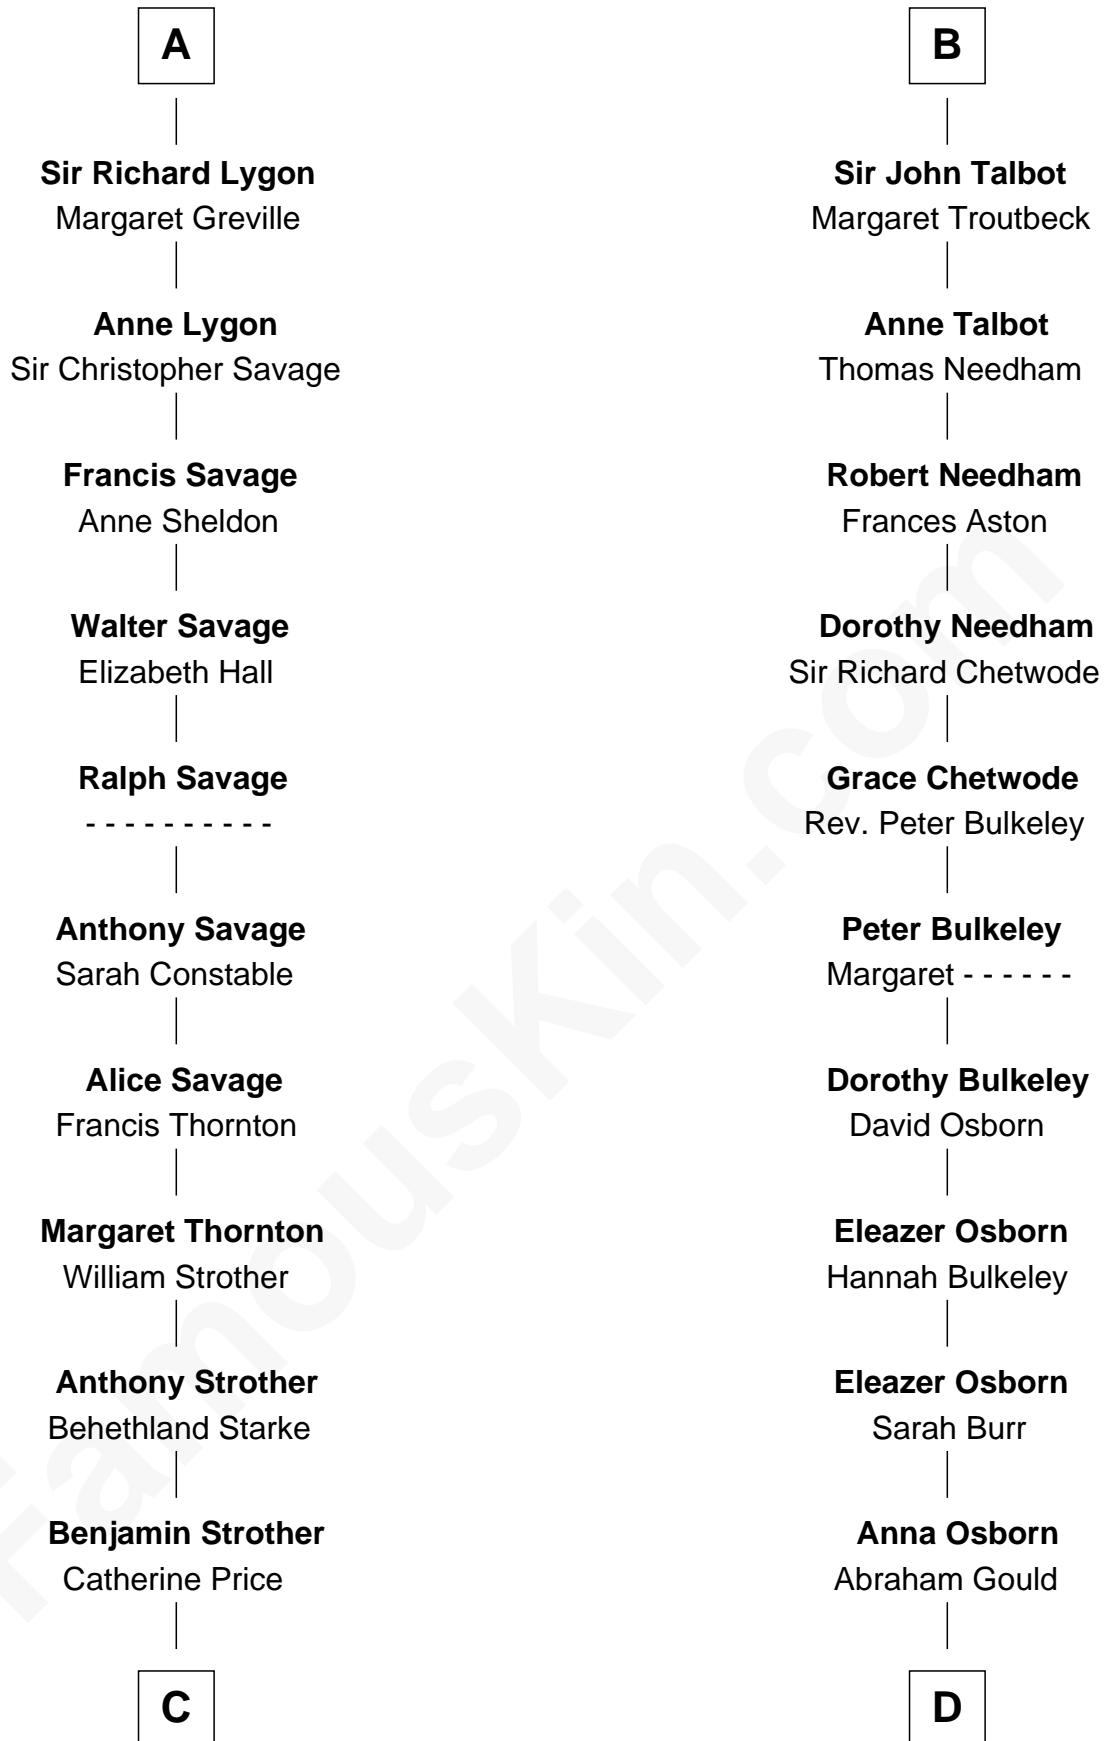 A
Sir Richard Lygon
Margaret Greville
Anne Lygon
Sir Christopher Savage
Francis Savage
Anne Sheldon
Walter Savage
Elizabeth Hall
Ralph Savage
- - - - - - - - - -
Anthony Savage
Sarah Constable
Alice Savage
Francis Thornton
Margaret Thornton
William Strother
Anthony Strother
Behethland Starke
Benjamin Strother
Catherine Price
C
B
Sir John Talbot
Margaret Troutbeck
Anne Talbot
Thomas Needham
Robert Needham
Frances Aston
Dorothy Needham
Sir Richard Chetwode
Grace Chetwode
Rev. Peter Bulkeley
Peter Bulkeley
Margaret - - - - - -
Dorothy Bulkeley
David Osborn
Eleazer Osborn
Hannah Bulkeley
Eleazer Osborn
Sarah Burr
Anna Osborn
Abraham Gould
D
FamousKin.com